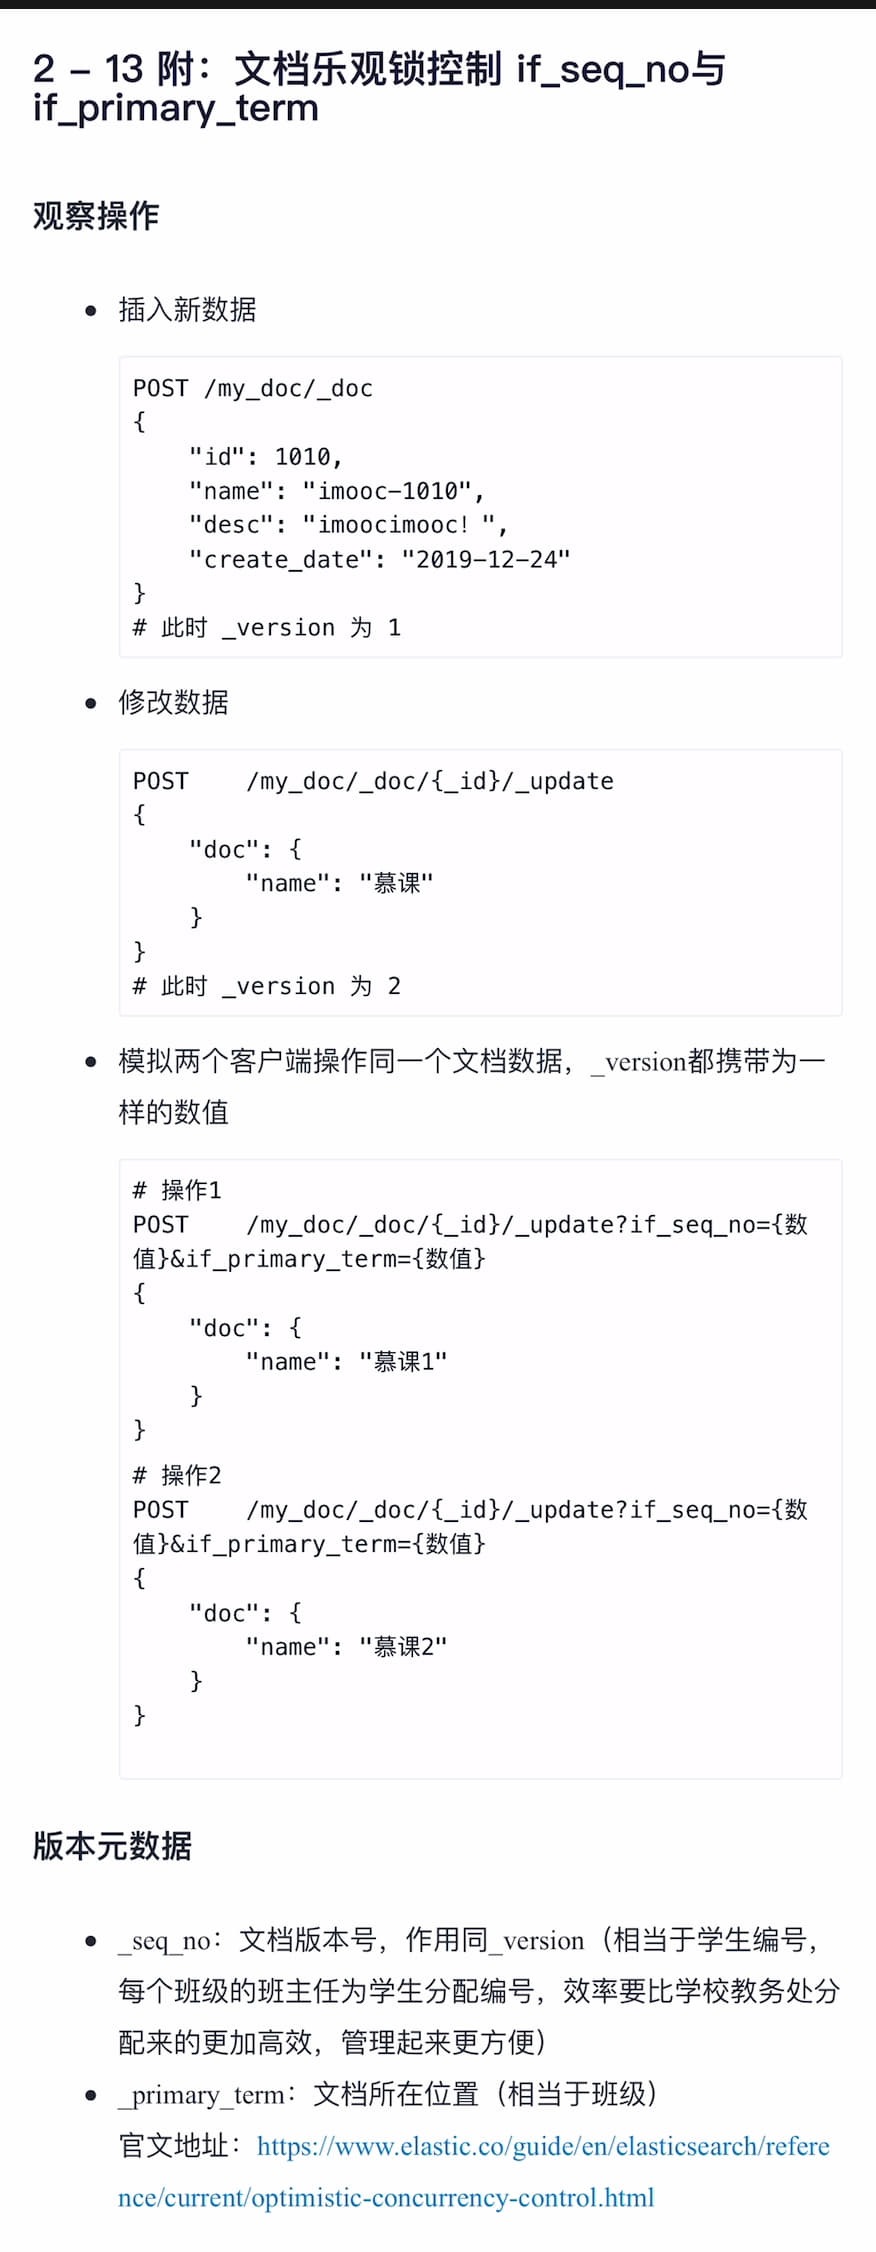 2 – 13 附：文档乐观锁控制 if_seq_no与
if_primary_term
观察操作
• 插入新数据
POST /my_doc/_doc
{
    "id": 1010,
    "name": "imooc-1010",
    "desc": "imoocimooc！",
    "create_date": "2019-12-24"
}
# 此时 _version 为 1
• 修改数据
POST    /my_doc/_doc/{_id}/_update
{
    "doc": {
        "name": "慕课"
    }
}
# 此时 _version 为 2
• 模拟两个客户端操作同一个文档数据，_version都携带为一
样的数值
# 操作1
POST    /my_doc/_doc/{_id}/_update?if_seq_no={数
值}&if_primary_term={数值}
{
    "doc": {
        "name": "慕课1"
    }
}
# 操作2
POST    /my_doc/_doc/{_id}/_update?if_seq_no={数
值}&if_primary_term={数值}
{
    "doc": {
        "name": "慕课2"
    }
}
版本元数据
• _seq_no：文档版本号，作用同_version（相当于学生编号，
每个班级的班主任为学生分配编号，效率要比学校教务处分
配来的更加高效，管理起来更方便）
• _primary_term：文档所在位置（相当于班级）
官文地址：https://www.elastic.co/guide/en/elasticsearch/refere
nce/current/optimistic-concurrency-control.html